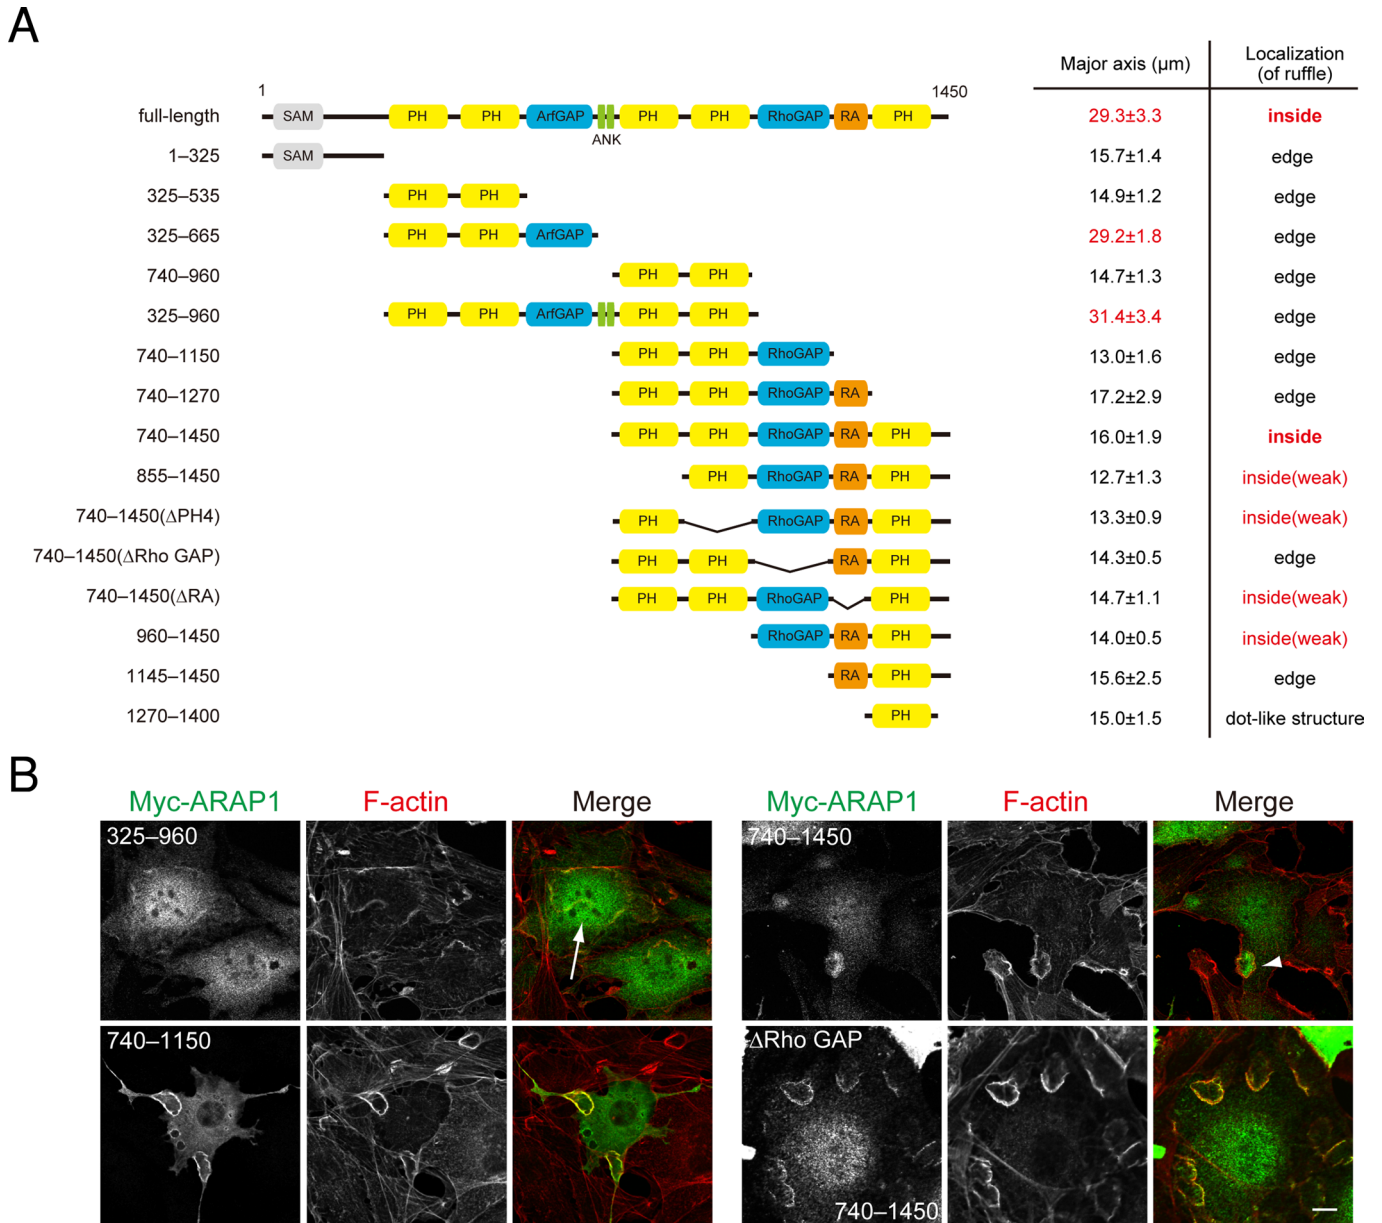 A
Major axis (µm)
Localization
(of ruffle)
1
1450
full-length SAM PH PH ArfGAP PH PH RhoGAP RA PH 29.3±3.3 inside
ANK
1–325 SAM 15.7±1.4 edge
325–535 PH PH 14.9±1.2 edge
325–665 PH PH ArfGAP 29.2±1.8 edge
740–960 PH PH 14.7±1.3 edge
325–960 PH PH ArfGAP PH PH 31.4±3.4 edge
740–1150 PH PH RhoGAP 13.0±1.6 edge
740–1270 PH PH RhoGAP RA 17.2±2.9 edge
740–1450 PH PH RhoGAP RA PH 16.0±1.9 inside
855–1450 PH RhoGAP RA PH 12.7±1.3 inside(weak)
740–1450(ΔPH4) PH RhoGAP RA PH 13.3±0.9 inside(weak)
740–1450(ΔRho GAP) PH PH RA PH 14.3±0.5 edge
740–1450(ΔRA) PH PH RhoGAP PH 14.7±1.1 inside(weak)
960–1450 RhoGAP RA PH 14.0±0.5 inside(weak)
1145–1450 RA PH 15.6±2.5 edge
1270–1400 PH 15.0±1.5 dot-like structure
B
Myc-ARAP1 F-actin Merge Myc-ARAP1 F-actin Merge
325–960 740–1450
740–1150 ΔRho GAP
740–1450